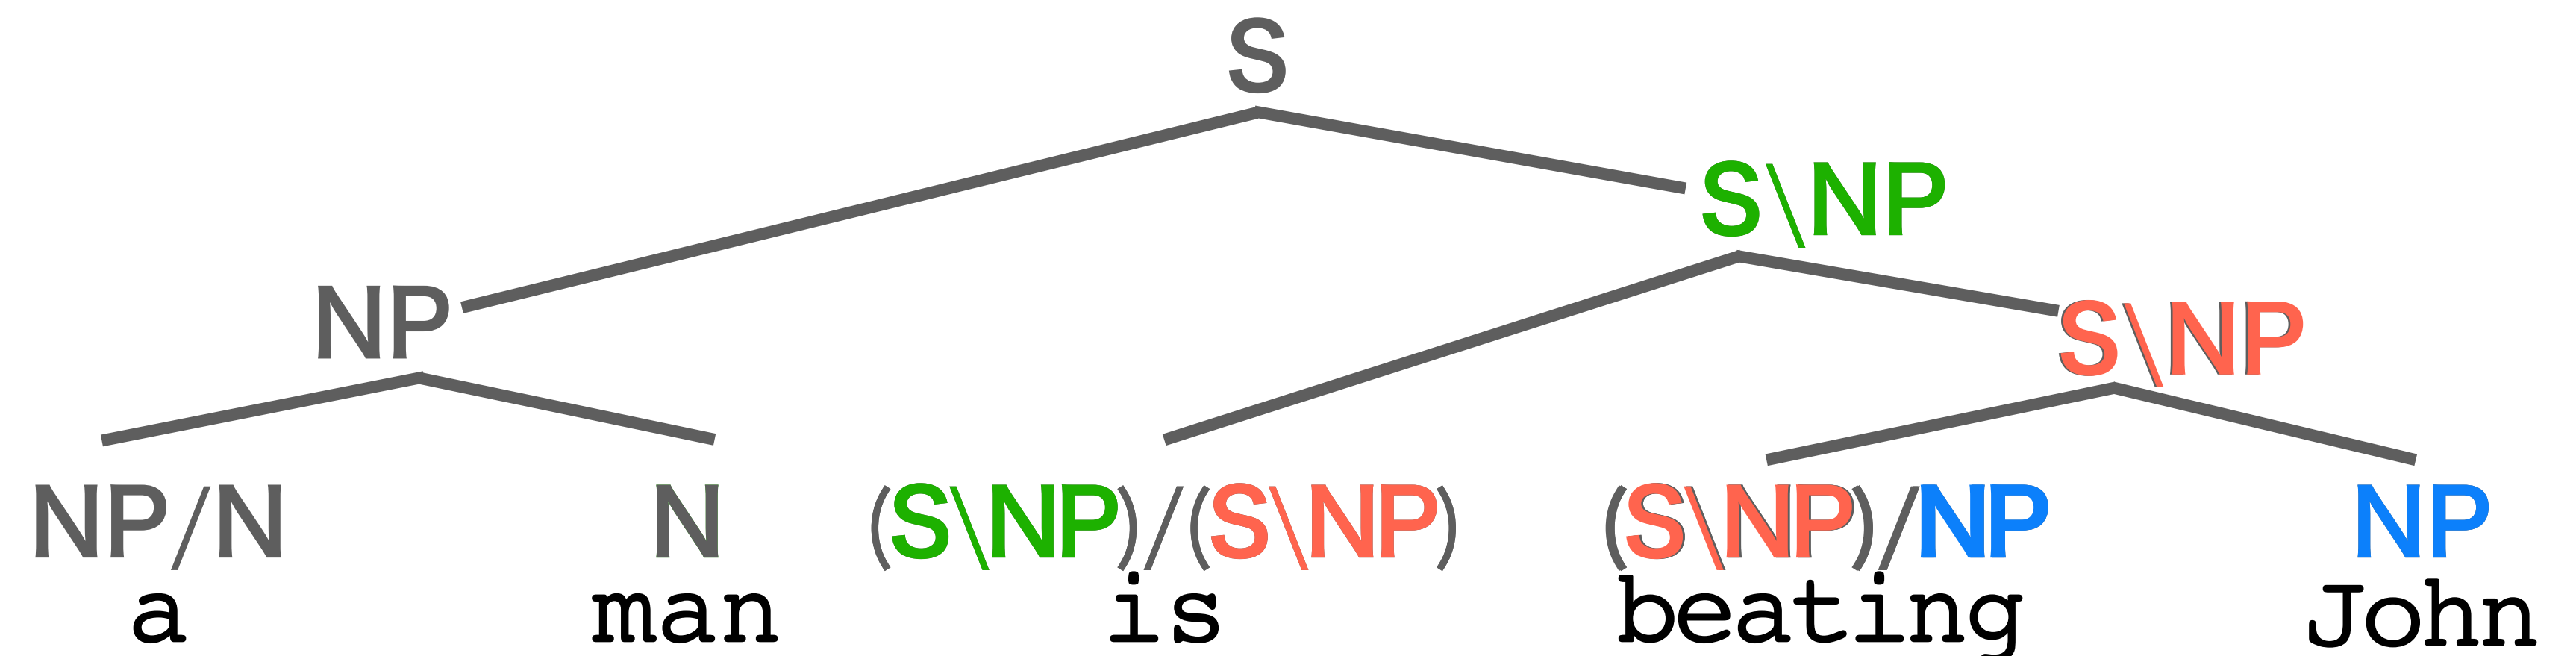 S
S\NP
NP
S\NP
NP/N N (S\NP)/(S\NP) (S\NP)/NP NP
a man is beating John